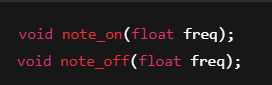 void note_on(float freq);
void note_off(float freq);